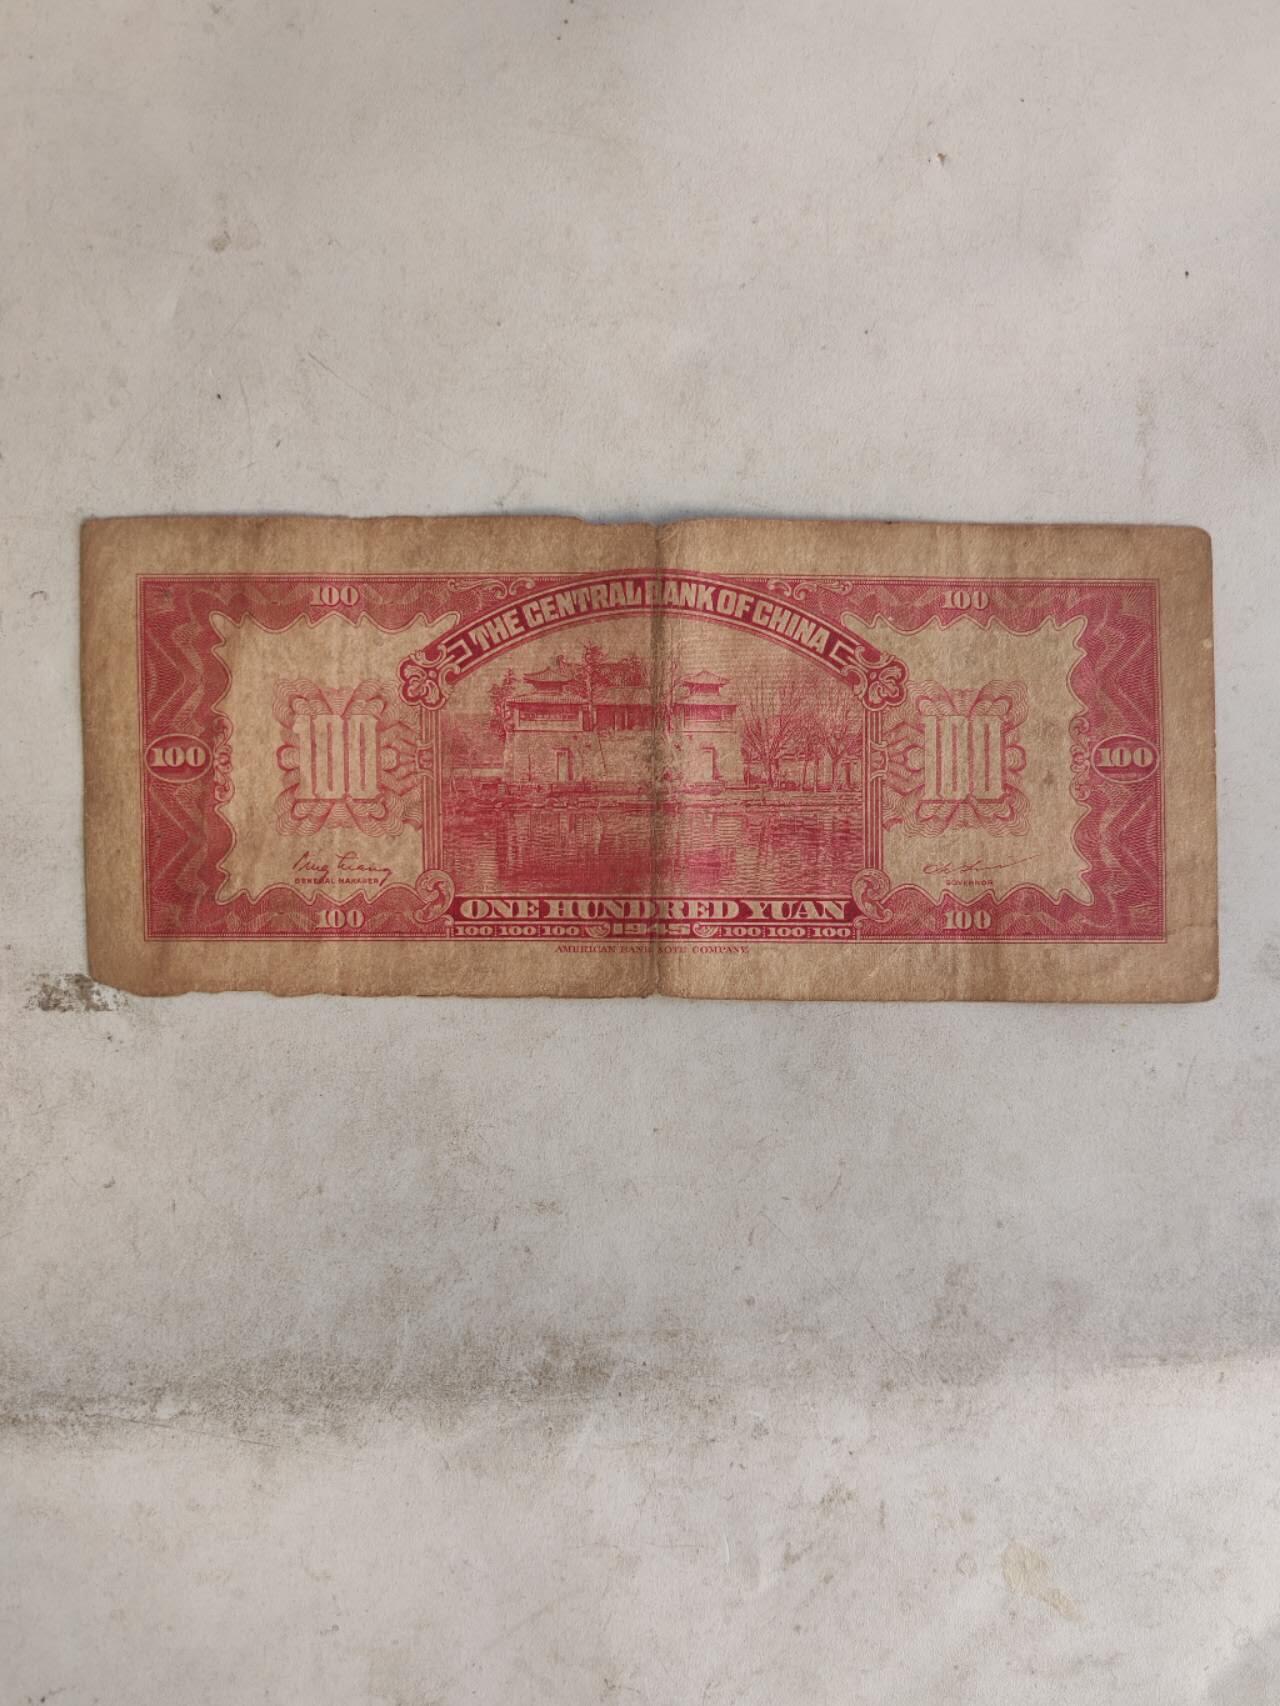 100 THE CENTRAL BANK OF CHINA 100
100 100 100 100
GENERAL MANAGER GOVERNOR
100 ONE HUNDRED YUAN 100
100 100 100 1945 100 100 100
AMERICAN BANK NOTE COMPANY.